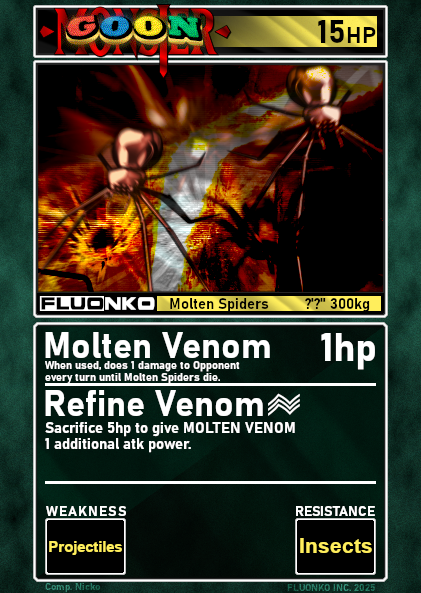 MONSTER
GOON
15HP
FLUONKO Molten Spiders ?'?" 300kg
Molten Venom 1hp
When used, does 1 damage to Opponent
every turn until Molten Spiders die.
Refine Venom
Sacrifice 5hp to give MOLTEN VENOM
1 additional atk power.
WEAKNESS RESISTANCE
Projectiles Insects
Comp. Nicko FLUONKO INC. 2025